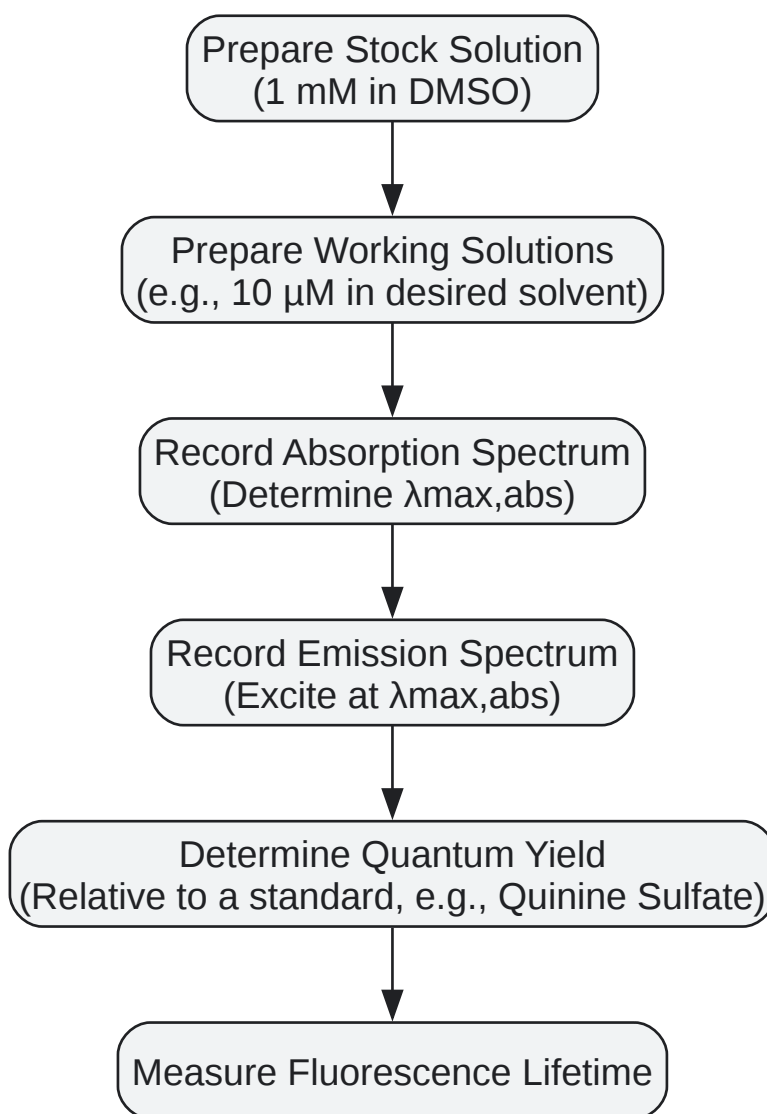 Prepare Stock Solution
(1 mM in DMSO)
Prepare Working Solutions
(e.g., 10 µM in desired solvent)
Record Absorption Spectrum
(Determine λmax,abs)
Record Emission Spectrum
(Excite at λmax,abs)
Determine Quantum Yield
(Relative to a standard, e.g., Quinine Sulfate)
Measure Fluorescence Lifetime